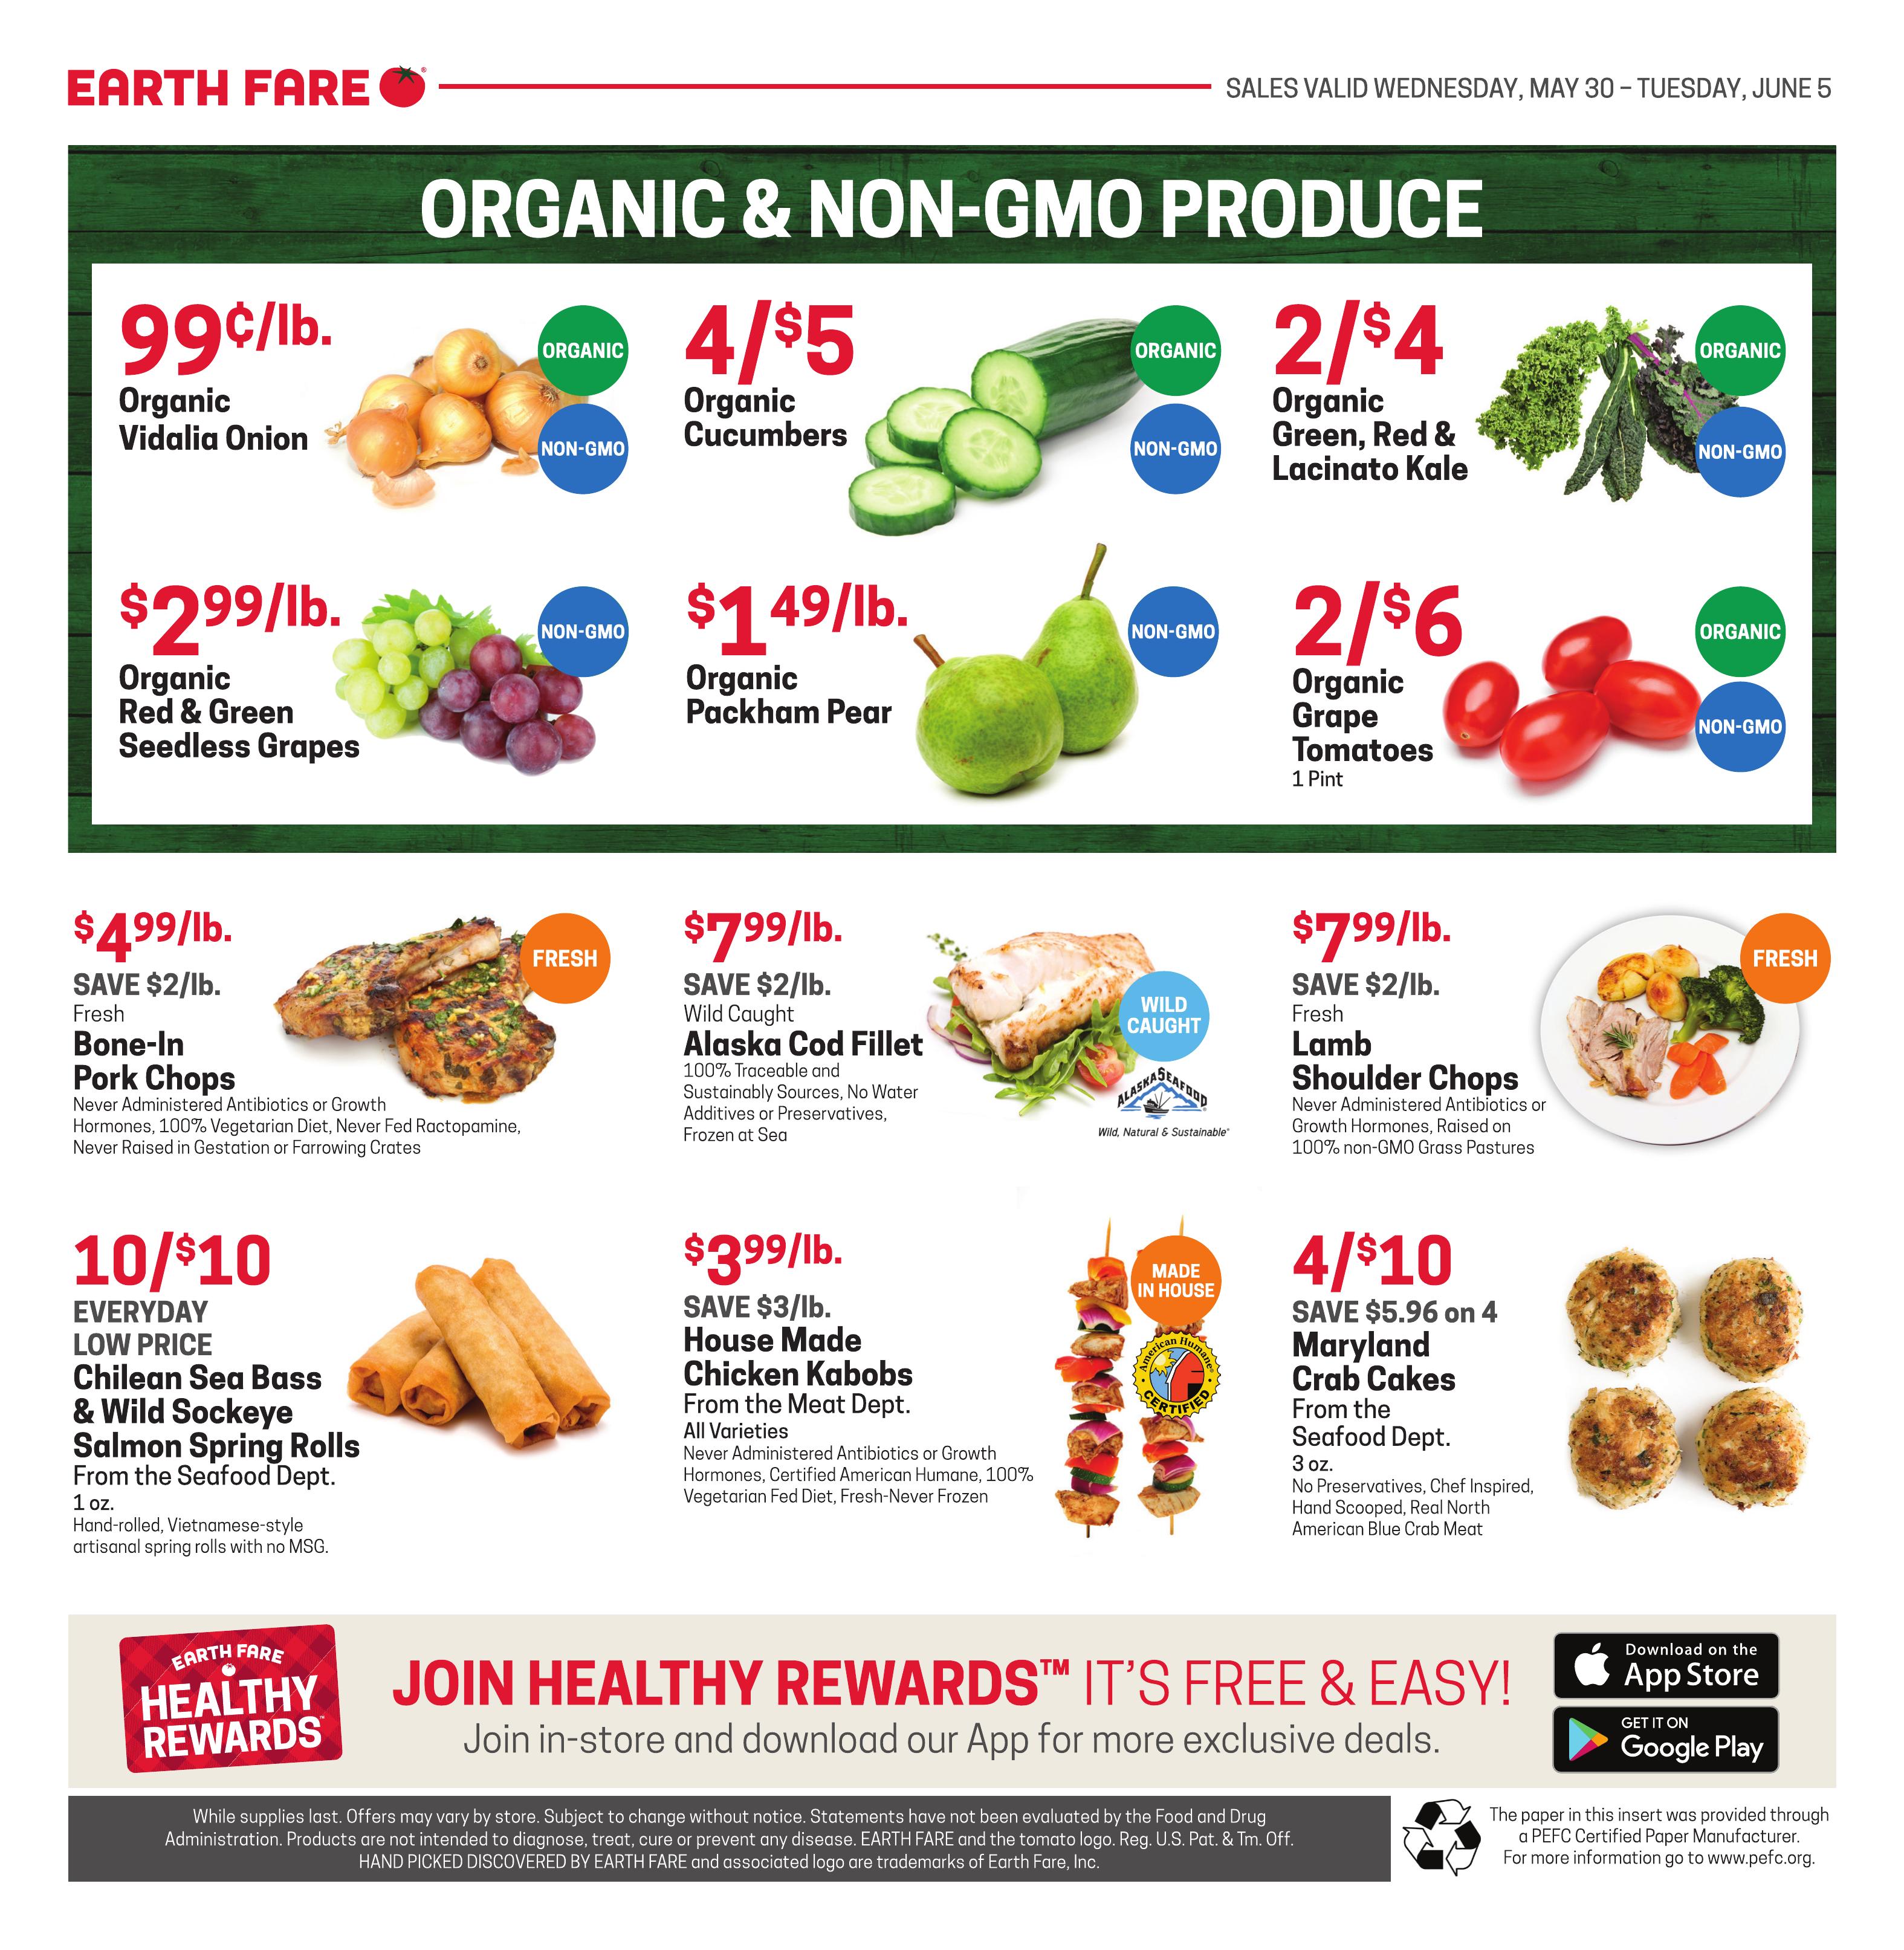 EARTH FARE
SALES VALID WEDNESDAY, MAY 30 – TUESDAY, JUNE 5
ORGANIC & NON-GMO PRODUCE
99¢/lb.
Organic
Vidalia Onion
ORGANIC
NON-GMO
4/$5
Organic
Cucumbers
ORGANIC
NON-GMO
2/$4
Organic
Green, Red &
Lacinato Kale
ORGANIC
NON-GMO
$2 99/lb.
Organic
Red & Green
Seedless Grapes
NON-GMO
$1 49/lb.
Organic
Packham Pear
NON-GMO
2/$6
Organic
Grape
Tomatoes
1 Pint
ORGANIC
NON-GMO
$4 99/lb.
SAVE $2/lb.
Fresh
Bone-In
Pork Chops
Never Administered Antibiotics or Growth
Hormones, 100% Vegetarian Diet, Never Fed Ractopamine,
Never Raised in Gestation or Farrowing Crates
FRESH
$7 99/lb.
SAVE $2/lb.
Wild Caught
Alaska Cod Fillet
100% Traceable and
Sustainably Sources, No Water
Additives or Preservatives,
Frozen at Sea
WILD
CAUGHT
ALASKA SEAFOOD
Wild, Natural & Sustainable®
$7 99/lb.
SAVE $2/lb.
Fresh
Lamb
Shoulder Chops
Never Administered Antibiotics or
Growth Hormones, Raised on
100% non-GMO Grass Pastures
FRESH
10/$10
EVERYDAY
LOW PRICE
Chilean Sea Bass
& Wild Sockeye
Salmon Spring Rolls
From the Seafood Dept.
1 oz.
Hand-rolled, Vietnamese-style
artisanal spring rolls with no MSG.
$3 99/lb.
SAVE $3/lb.
House Made
Chicken Kabobs
From the Meat Dept.
All Varieties
Never Administered Antibiotics or Growth
Hormones, Certified American Humane, 100%
Vegetarian Fed Diet, Fresh-Never Frozen
MADE
IN HOUSE
American Humane
CERTIFIED
4/$10
SAVE $5.96 on 4
Maryland
Crab Cakes
From the
Seafood Dept.
3 oz.
No Preservatives, Chef Inspired,
Hand Scooped, Real North
American Blue Crab Meat
EARTH FARE
HEALTHY
REWARDS™
JOIN HEALTHY REWARDS™ IT'S FREE & EASY!
Join in-store and download our App for more exclusive deals.
Download on the
App Store
GET IT ON
Google Play
While supplies last. Offers may vary by store. Subject to change without notice. Statements have not been evaluated by the Food and Drug
Administration. Products are not intended to diagnose, treat, cure or prevent any disease. EARTH FARE and the tomato logo. Reg. U.S. Pat. & Tm. Off.
HAND PICKED DISCOVERED BY EARTH FARE and associated logo are trademarks of Earth Fare, Inc.
The paper in this insert was provided through
a PEFC Certified Paper Manufacturer.
For more information go to www.pefc.org.